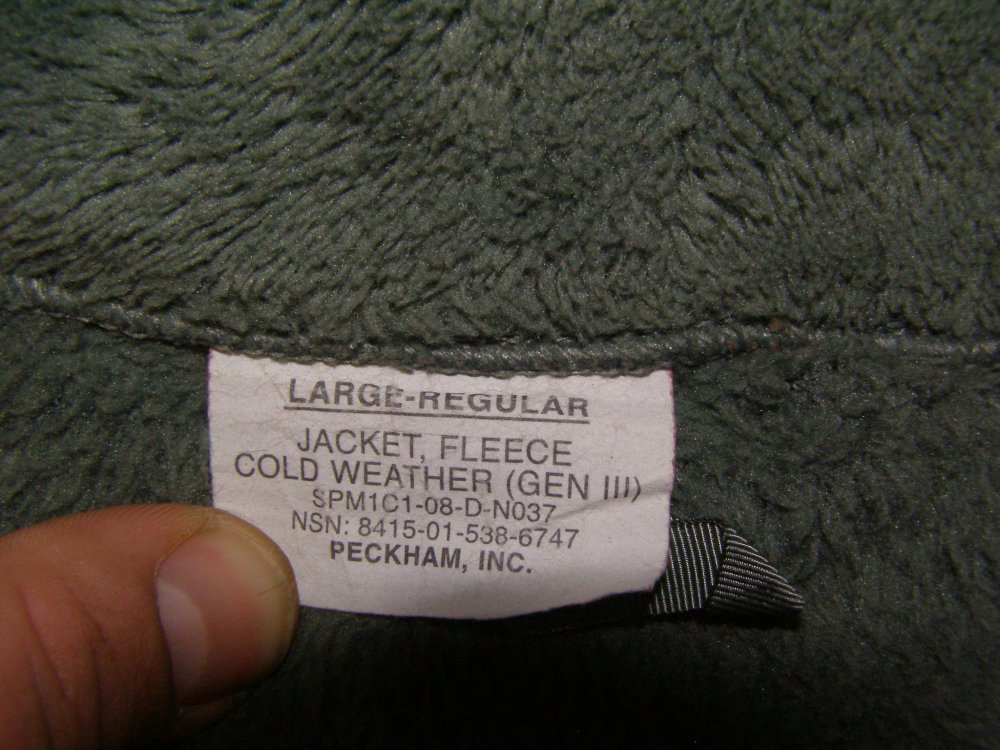 LARGE-REGULAR
JACKET, FLEECE
COLD WEATHER (GEN III)
SPM1C1-08-D-N037
NSN: 8415-01-538-6747
PECKHAM, INC.